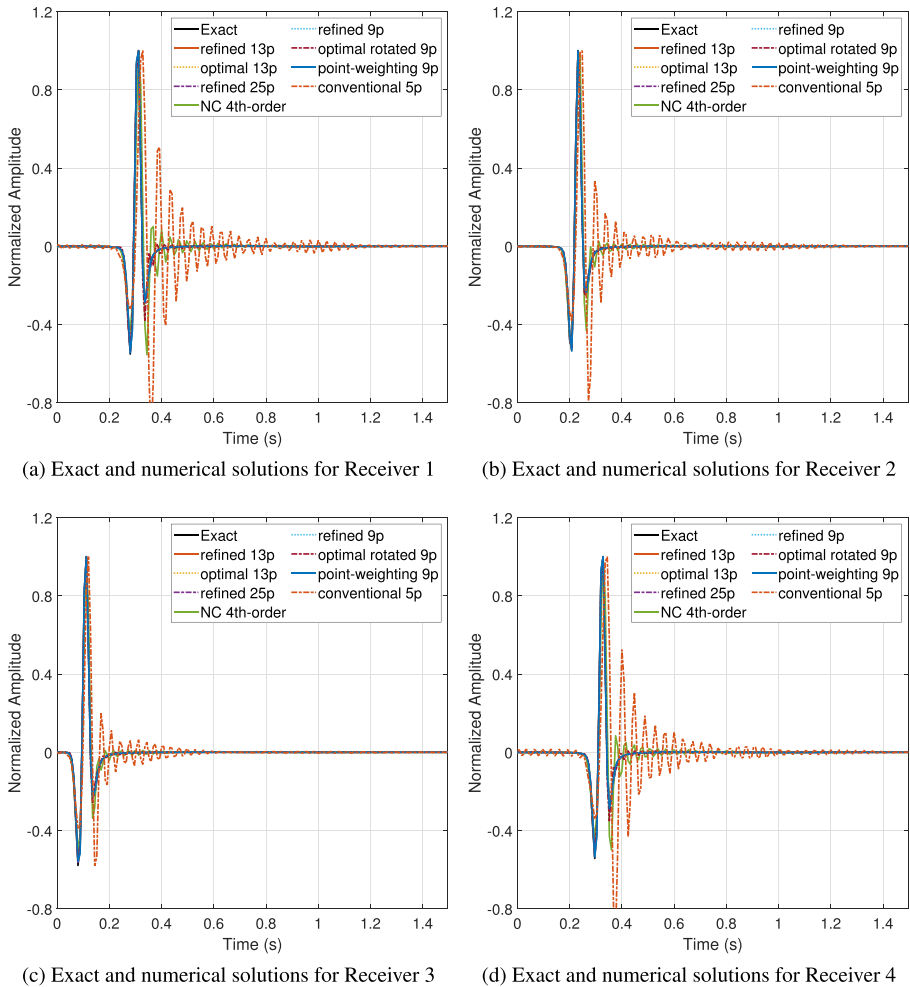 1.2
0.8
0.4
0
-0.4
-0.8
Normalized Amplitude
Exact
refined 13p
optimal 13p
refined 25p
NC 4th-order
refined 9p
optimal rotated 9p
point-weighting 9p
conventional 5p
0 0.2 0.4 0.6 0.8 1 1.2 1.4
Time (s)
(a) Exact and numerical solutions for Receiver 1
1.2
0.8
0.4
0
-0.4
-0.8
Normalized Amplitude
Exact
refined 13p
optimal 13p
refined 25p
NC 4th-order
refined 9p
optimal rotated 9p
point-weighting 9p
conventional 5p
0 0.2 0.4 0.6 0.8 1 1.2 1.4
Time (s)
(b) Exact and numerical solutions for Receiver 2
1.2
0.8
0.4
0
-0.4
-0.8
Normalized Amplitude
Exact
refined 13p
optimal 13p
refined 25p
NC 4th-order
refined 9p
optimal rotated 9p
point-weighting 9p
conventional 5p
0 0.2 0.4 0.6 0.8 1 1.2 1.4
Time (s)
(c) Exact and numerical solutions for Receiver 3
1.2
0.8
0.4
0
-0.4
-0.8
Normalized Amplitude
Exact
refined 13p
optimal 13p
refined 25p
NC 4th-order
refined 9p
optimal rotated 9p
point-weighting 9p
conventional 5p
0 0.2 0.4 0.6 0.8 1 1.2 1.4
Time (s)
(d) Exact and numerical solutions for Receiver 4